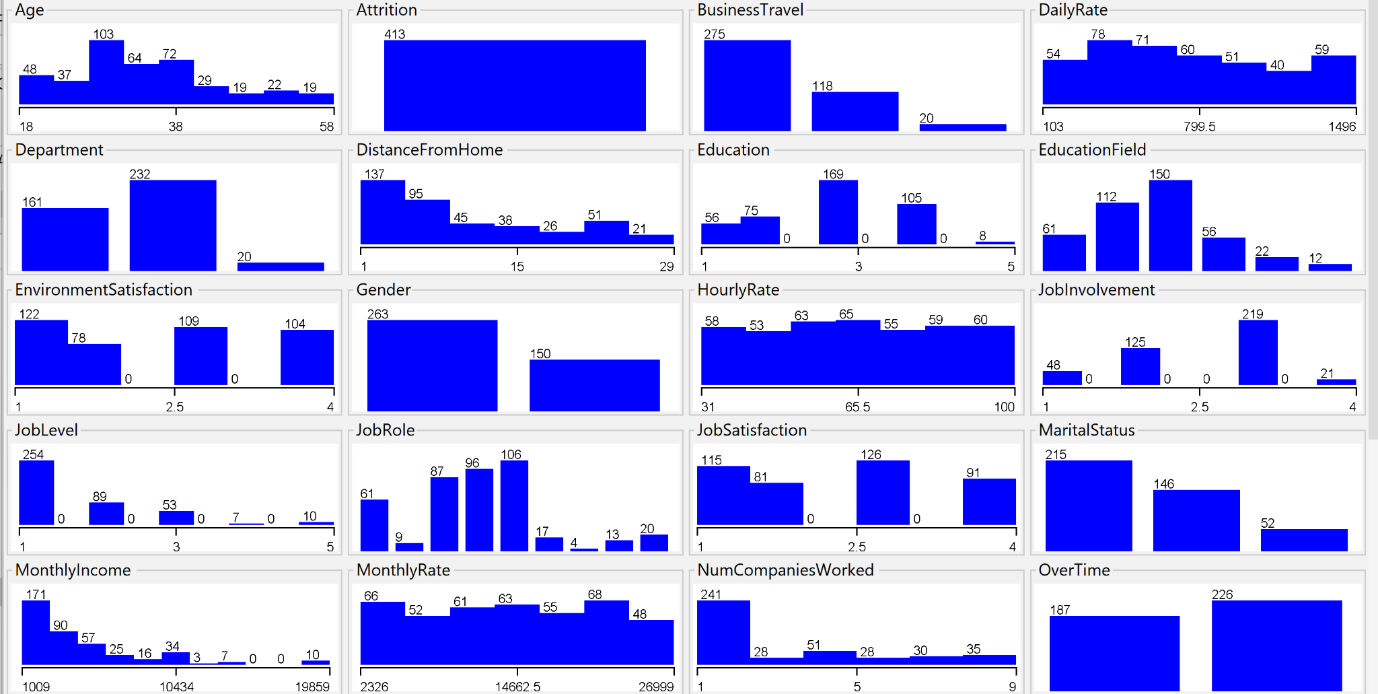 Age Attrition BusinessTravel DailyRate
48 37 103 64 72 29 19 22 19 413 275 118 20 54 78 71 60 51 40 59
18 38 58 103 799.5 1496
Department DistanceFromHome Education EducationField
161 232 20 137 95 45 38 26 51 21 56 75 0 169 0 105 0 8 61 112 150 56 22 12
1 15 29 1 3 5
EnvironmentSatisfaction Gender HourlyRate JobInvolvement
122 78 0 109 0 104 263 150 58 53 63 65 55 59 60 48 0 125 0 0 219 0 21
1 2.5 4 31 65.5 100 1 2.5 4
JobLevel JobRole JobSatisfaction MaritalStatus
254 0 89 0 53 0 7 0 10 61 9 87 96 106 17 4 13 20 115 81 0 126 0 91 215 146 52
1 3 5 1 2.5 4
MonthlyIncome MonthlyRate NumCompaniesWorked OverTime
171 90 57 25 16 34 3 7 0 0 10 66 52 61 63 55 68 48 241 28 51 28 30 35 187 226
1009 10434 19859 2326 14662.5 26999 1 5 9